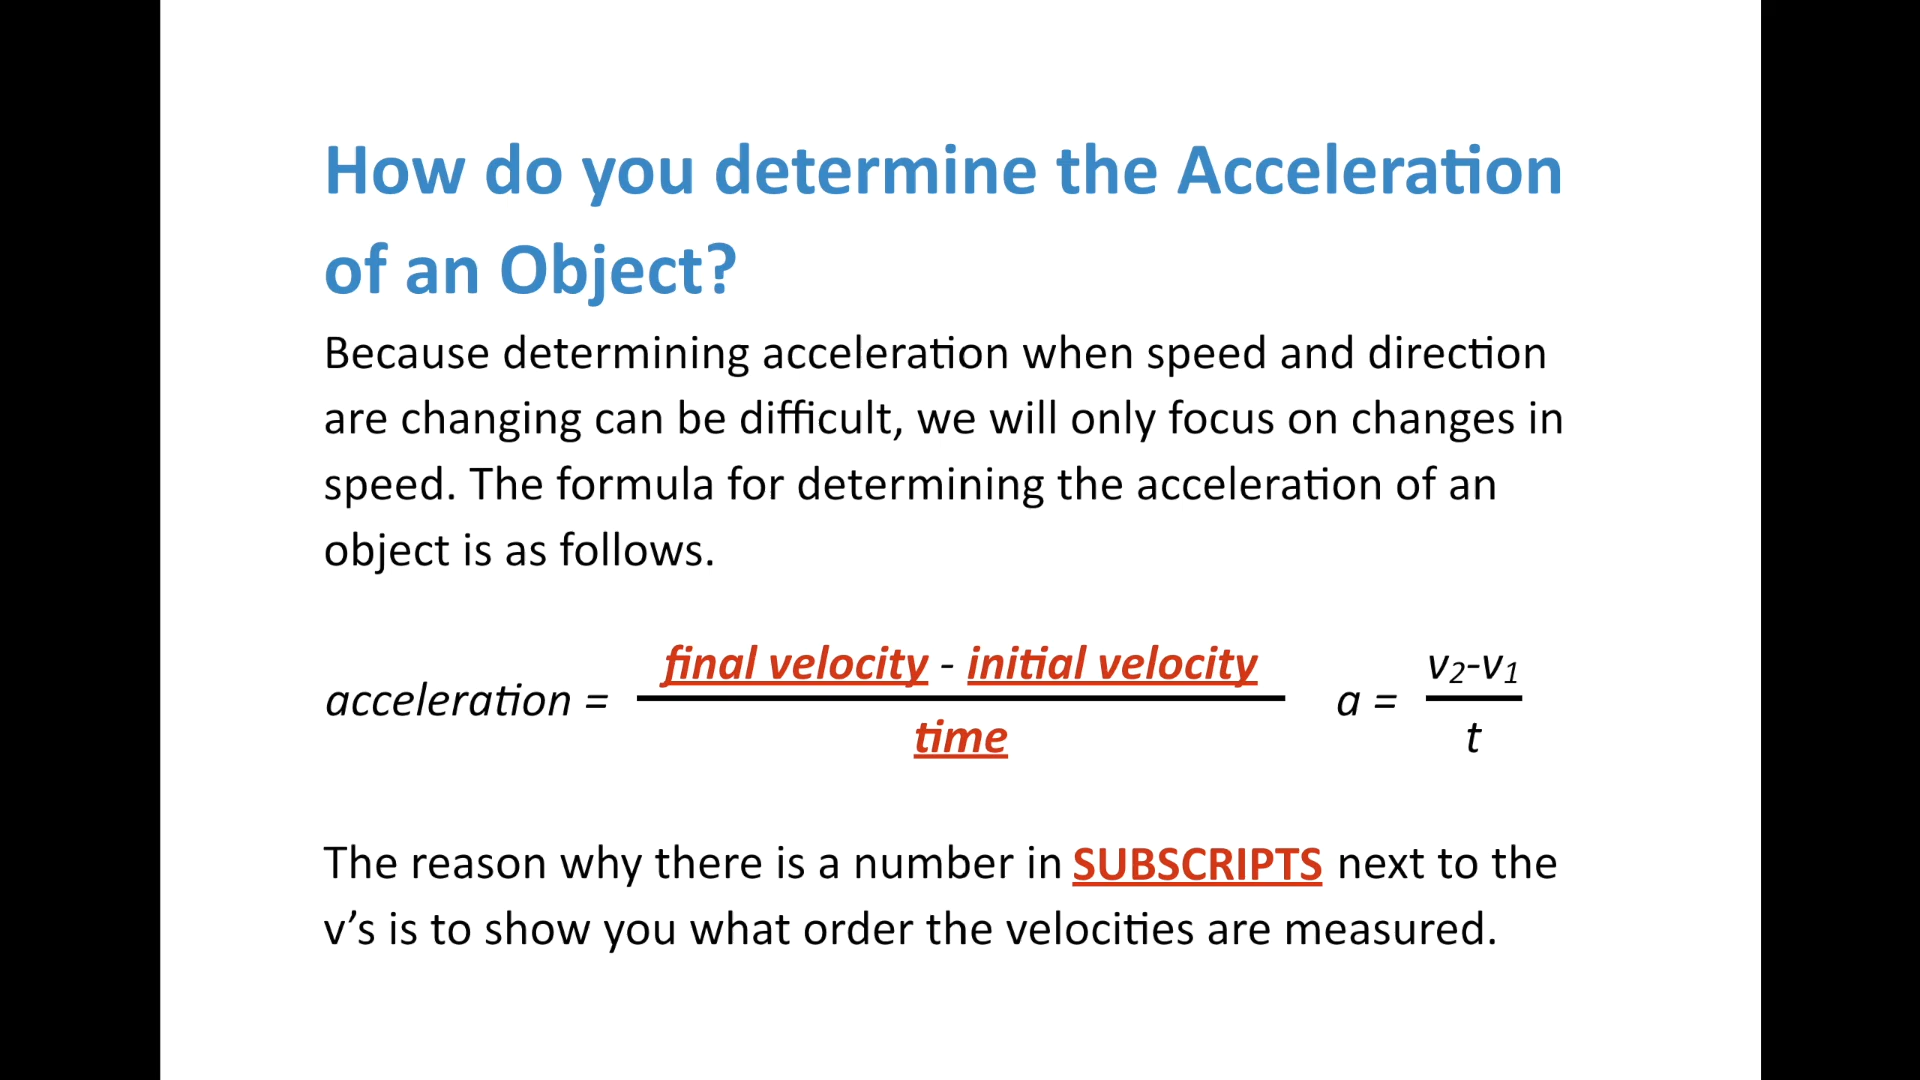 How do you determine the Acceleration
of an Object?
Because determining acceleration when speed and direction
are changing can be difficult, we will only focus on changes in
speed. The formula for determining the acceleration of an
object is as follows.
acceleration = final velocity - initial velocity
time
a = v₂-v₁
t
The reason why there is a number in SUBSCRIPTS next to the
v’s is to show you what order the velocities are measured.